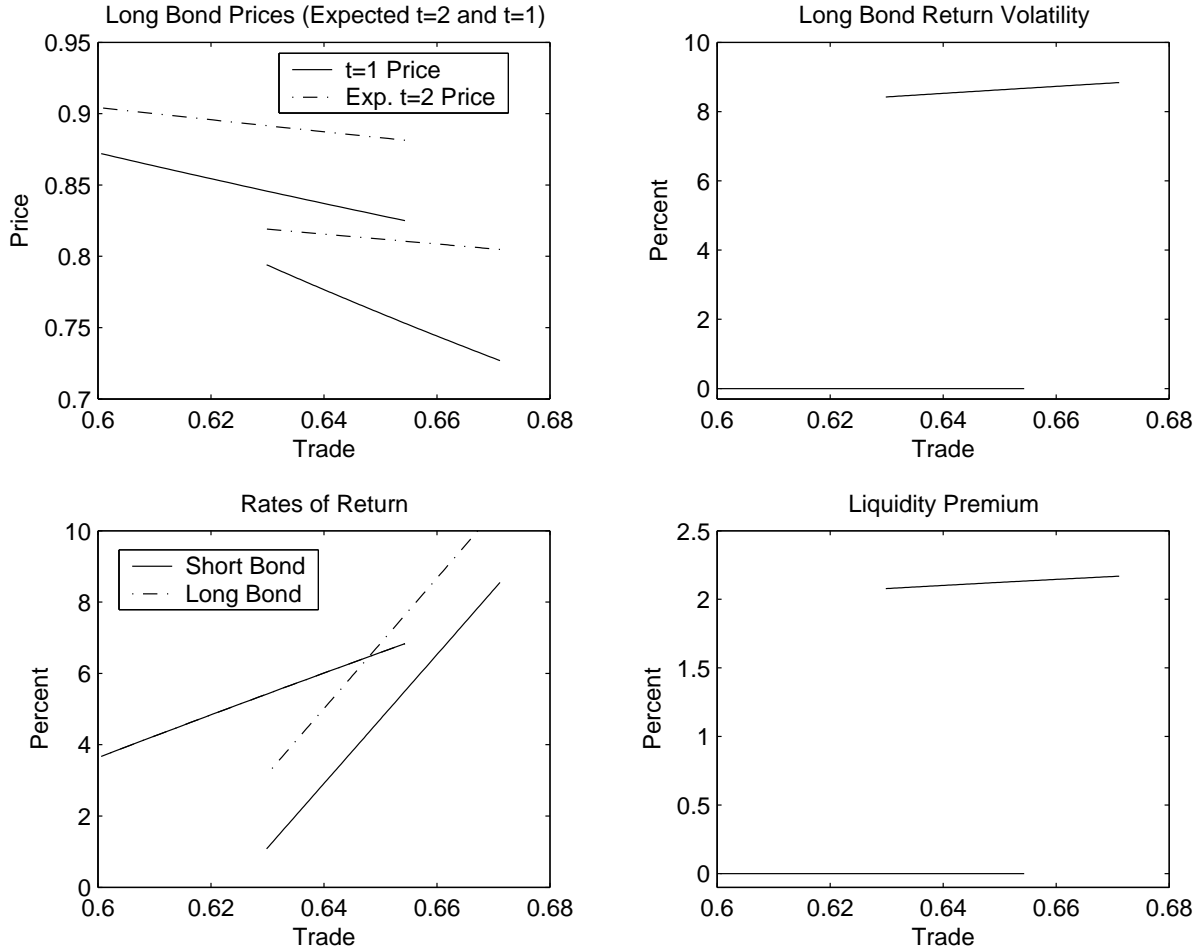 Long Bond Prices (Expected t=2 and t=1)
0.95
0.9
0.85
0.8
0.75
0.7
Price
t=1 Price
Exp. t=2 Price
0.6 0.62 0.64 0.66 0.68
Trade
Long Bond Return Volatility
10
8
6
4
2
0
Percent
0.6 0.62 0.64 0.66 0.68
Trade
Rates of Return
10
8
6
4
2
0
Percent
Short Bond
Long Bond
0.6 0.62 0.64 0.66 0.68
Trade
Liquidity Premium
2.5
2
1.5
1
0.5
0
Percent
0.6 0.62 0.64 0.66 0.68
Trade